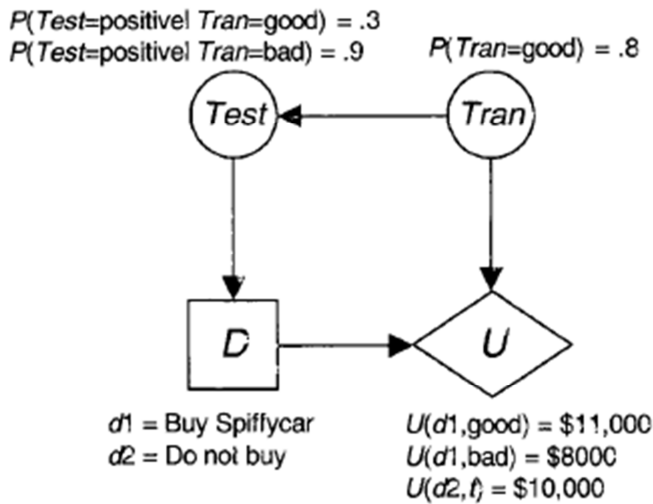 P(Test=positive| Tran=good) = .3
P(Test=positive| Tran=bad) = .9
P(Tran=good) = .8
Test
Tran
D
U
d1 = Buy Spiffycar
d2 = Do not buy
U(d1,good) = $11,000
U(d1,bad) = $8000
U(d2,t) = $10,000